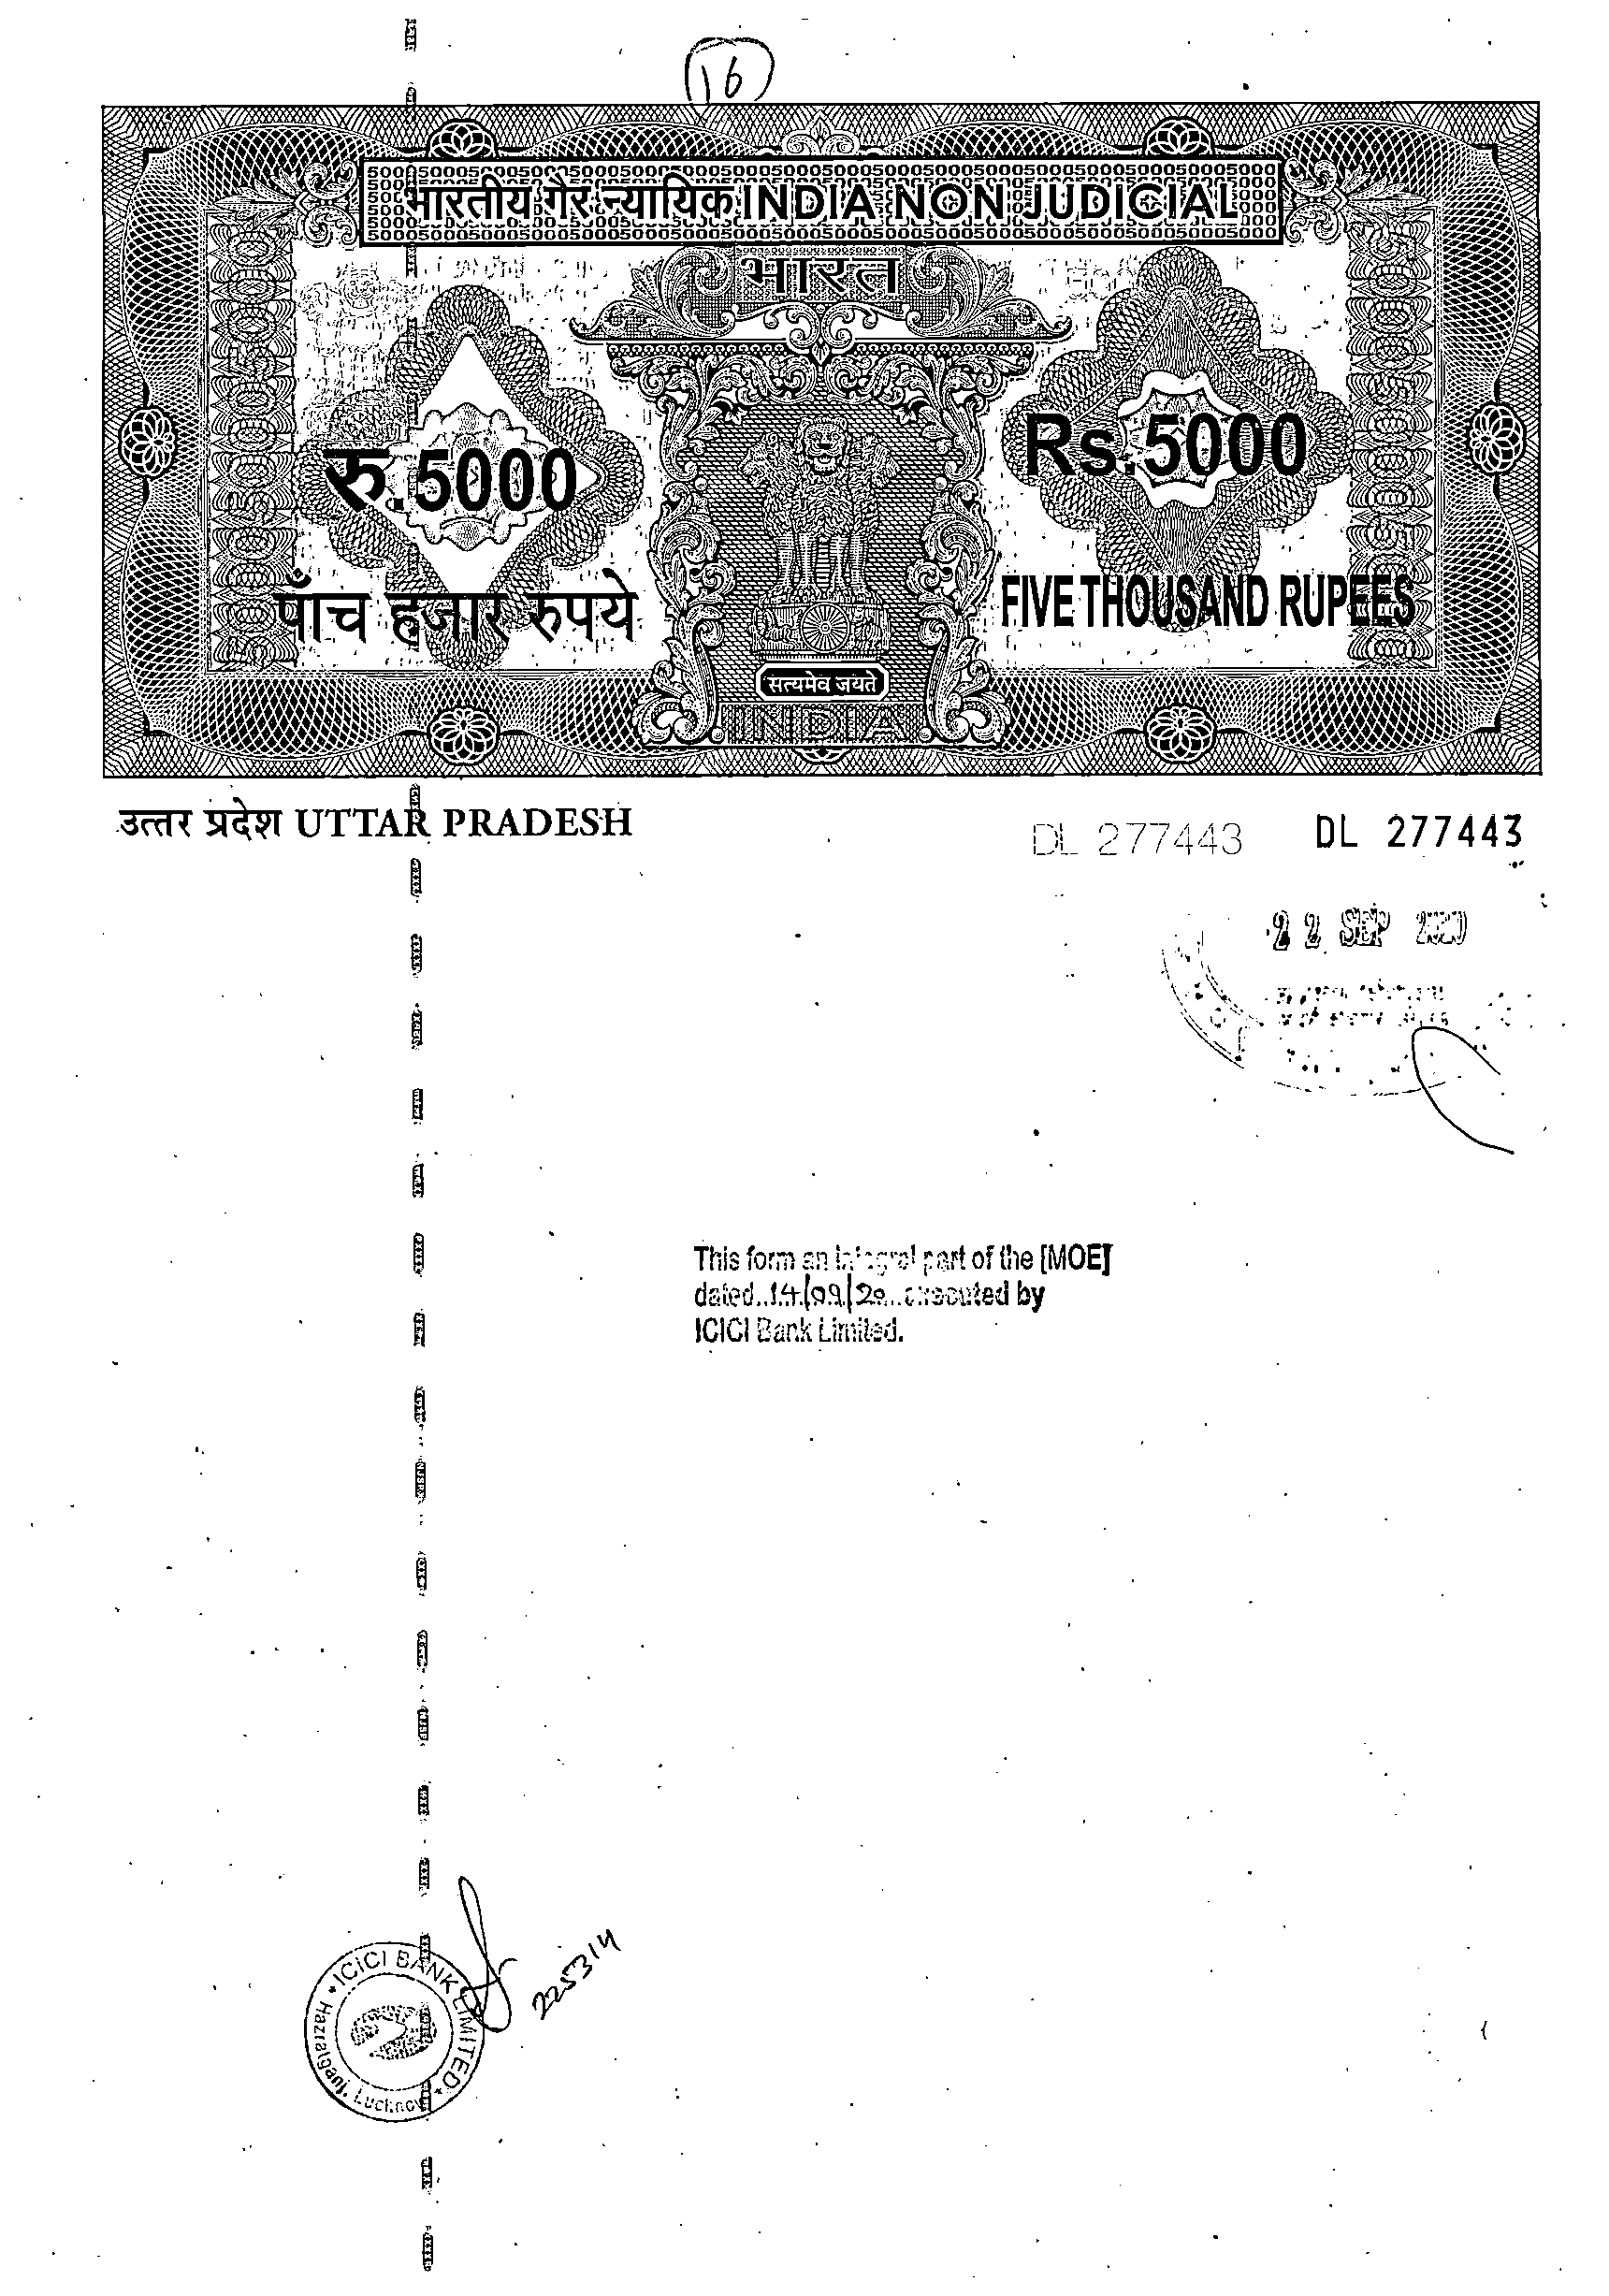 16
भारतीय गैर न्यायिक INDIA NON JUDICIAL
भारत
रु.5000
Rs.5000
पाँच हजार रुपये
FIVE THOUSAND RUPEES
सत्यमेव जयते
INDIA
उत्तर प्रदेश UTTAR PRADESH
DL 277443 DL 277443
22 SEP 2020
This form an integral part of the [MOE]
dated..14/09/20...executed by
ICICI Bank Limited.
225314
ICICI BANK LIMITED
Hazratganj, Lucknow